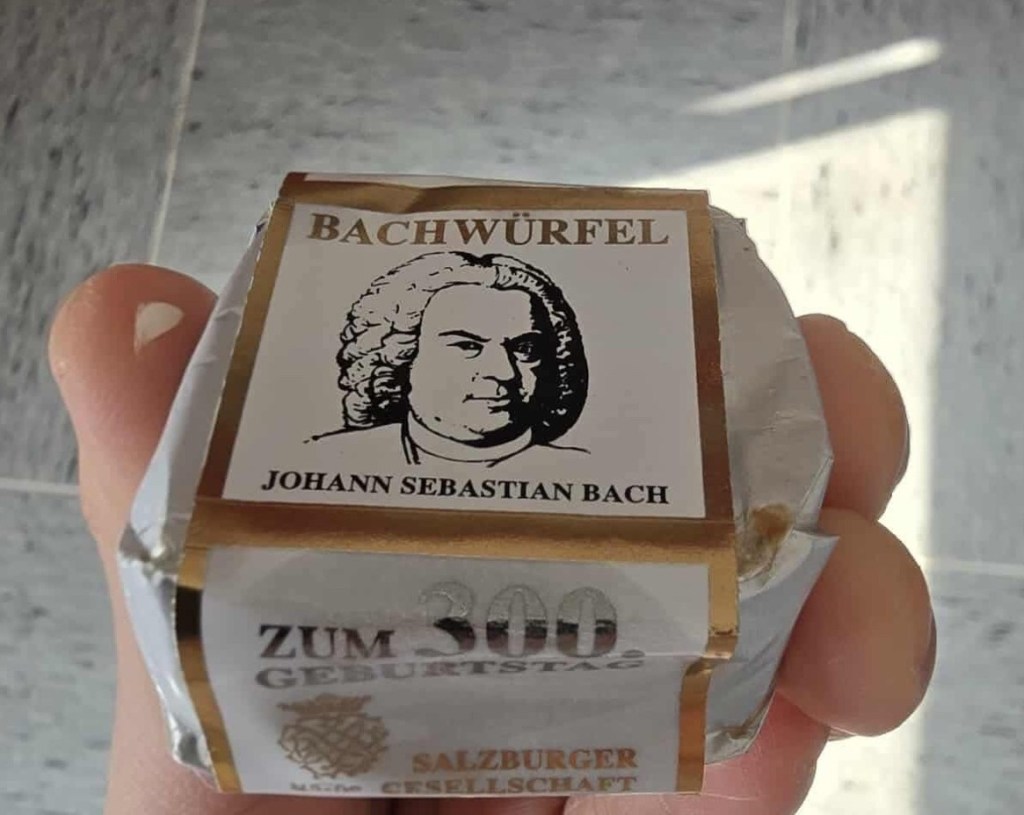 BACHWÜRFEL
JOHANN SEBASTIAN BACH
ZUM 300.
GEBURTSTAG
SALZBURGER
GESELLSCHAFT